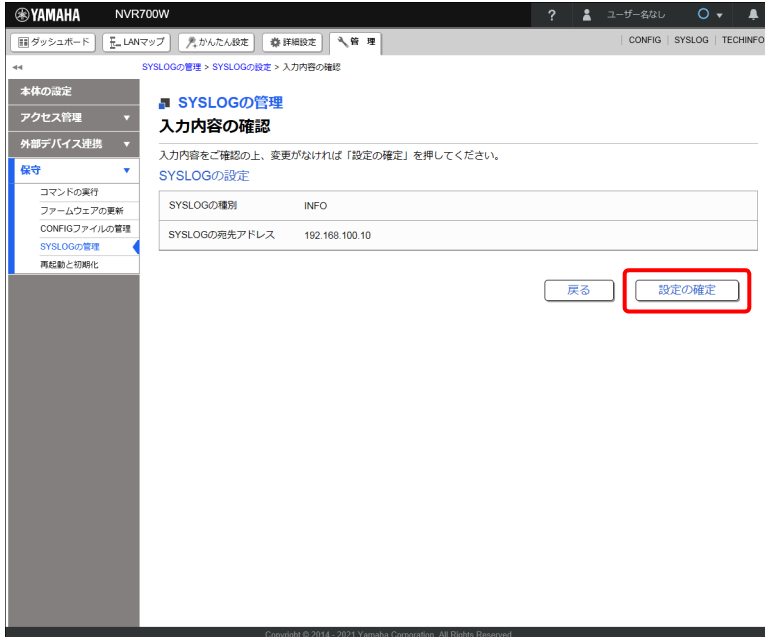 YAMAHA NVR700W ? ユーザー名なし
ダッシュボード LANマップ かんたん設定 詳細設定 管 理 CONFIG SYSLOG TECHINFO
SYSLOGの管理 > SYSLOGの設定 > 入力内容の確認
本体の設定
アクセス管理
外部デバイス連携
保守
コマンドの実行
ファームウェアの更新
CONFIGファイルの管理
SYSLOGの管理
再起動と初期化
SYSLOGの管理
入力内容の確認
入力内容をご確認の上、変更がなければ「設定の確定」を押してください。
SYSLOGの設定
SYSLOGの種別 INFO
SYSLOGの宛先アドレス 192.168.100.10
戻る 設定の確定
Copyright © 2014 - 2021 Yamaha Corporation. All Rights Reserved.